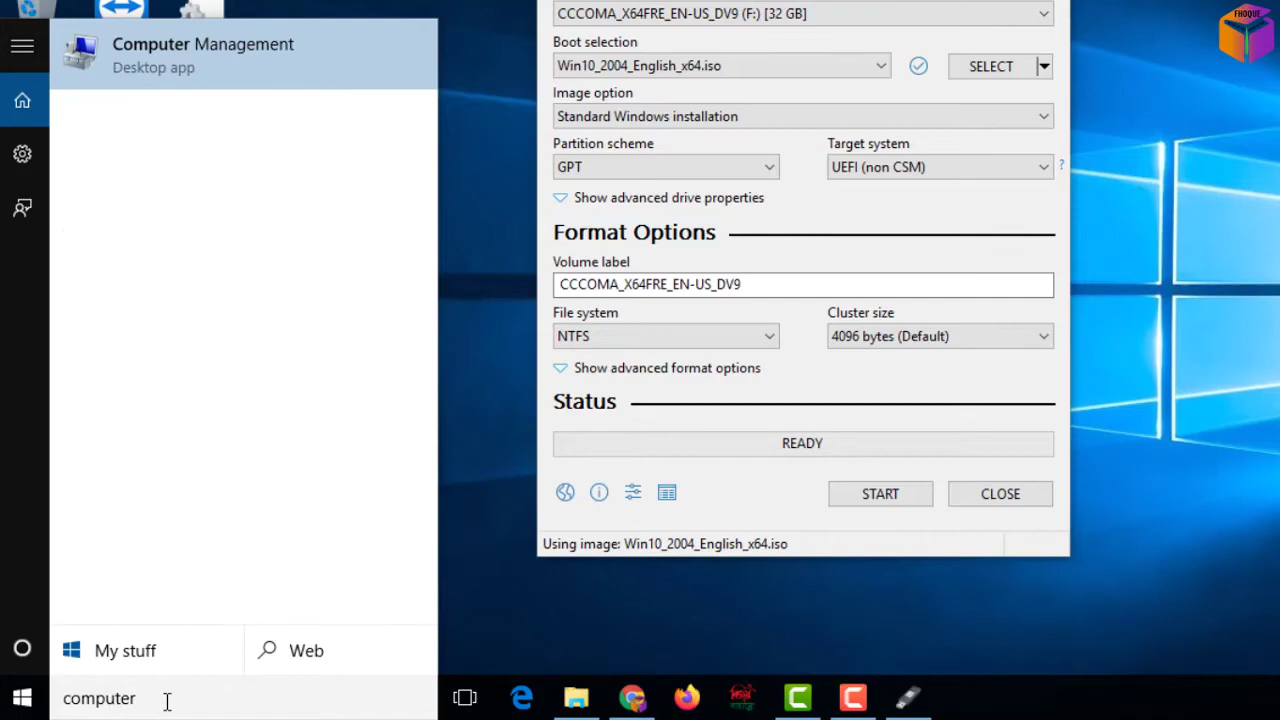 Computer Management
Desktop app
My stuff
Web
computer
CCCOMA_X64FRE_EN-US_DV9 (F:) [32 GB]
Boot selection
Win10_2004_English_x64.iso
SELECT
Image option
Standard Windows installation
Partition scheme
Target system
GPT
UEFI (non CSM)
?
Show advanced drive properties
Format Options
Volume label
CCCOMA_X64FRE_EN-US_DV9
File system
Cluster size
NTFS
4096 bytes (Default)
Show advanced format options
Status
READY
START
CLOSE
Using image: Win10_2004_English_x64.iso
FHOQUE